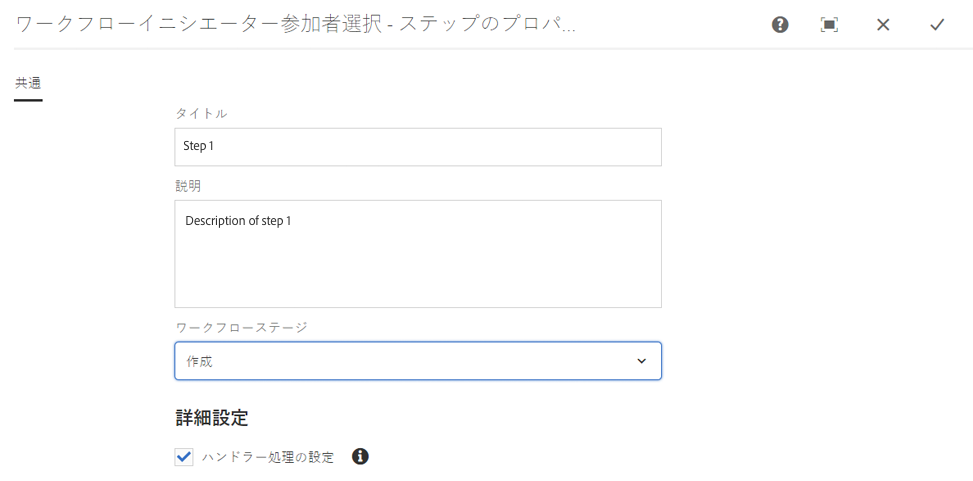 ワークフローイニシエーター参加者選択 - ステップのプロパ...
共通
タイトル
Step 1
説明
Description of step 1
ワークフローステージ
作成
詳細設定
ハンドラー処理の設定